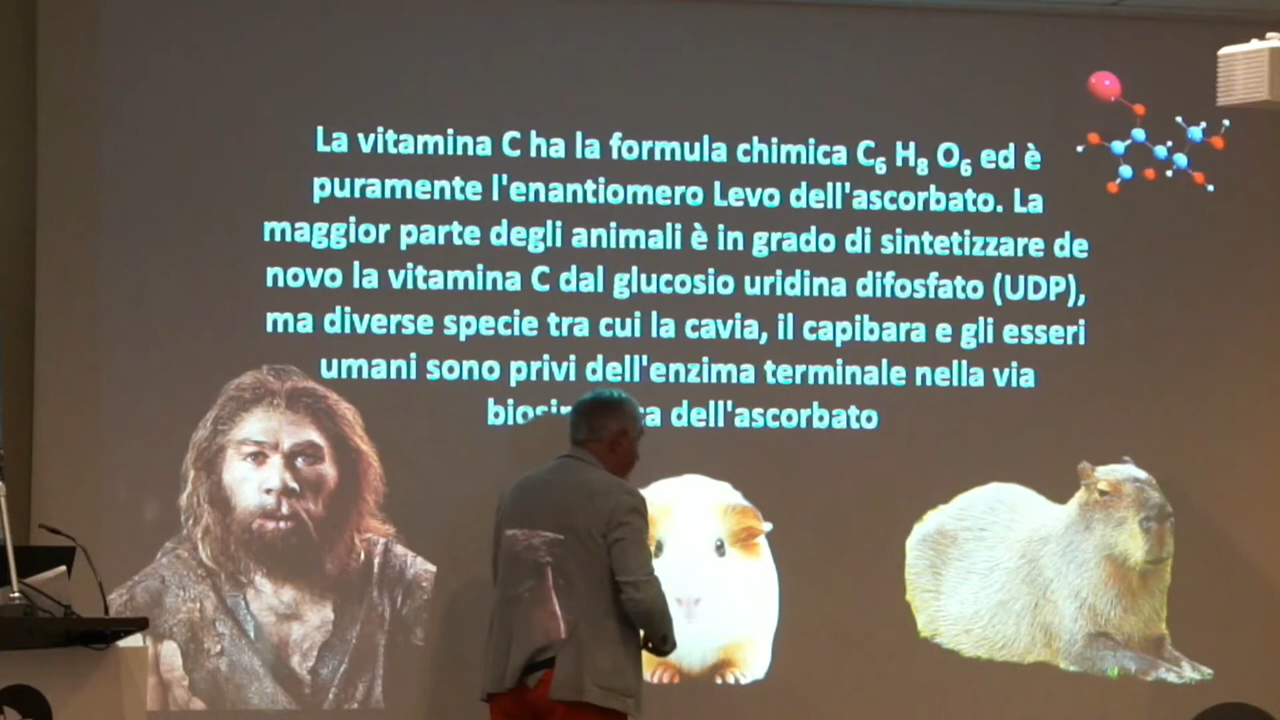 La vitamina C ha la formula chimica C₆ H₈ O₆ ed è
puramente l'enantiomero Levo dell'ascorbato. La
maggior parte degli animali è in grado di sintetizzare de
novo la vitamina C dal glucosio uridina difosfato (UDP),
ma diverse specie tra cui la cavia, il capibara e gli esseri
umani sono privi dell'enzima terminale nella via
dell'ascorbato